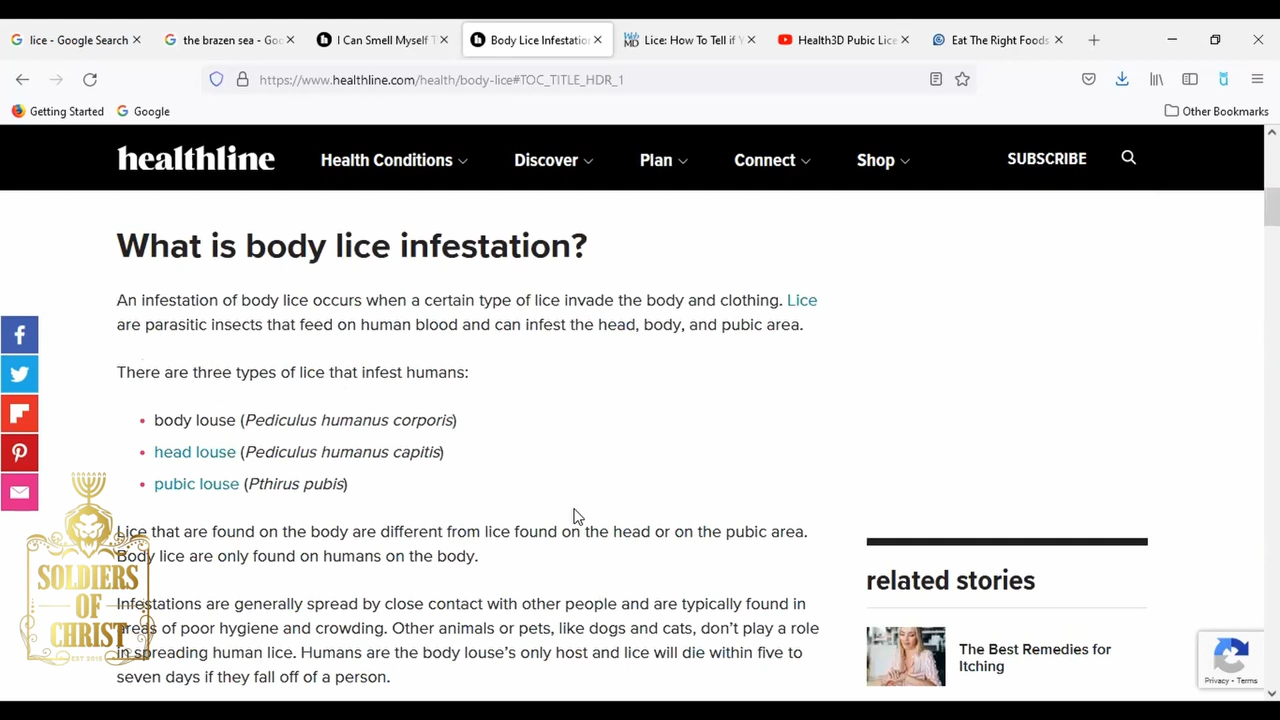 lice - Google Search
the brazen sea - Goo
I Can Smell Myself T
Body Lice Infestatio
WebMD
Lice: How To Tell if Y
Health3D Pubic Lice
Eat The Right Foods
https://www.healthline.com/health/body-lice#TOC_TITLE_HDR_1
Getting Started
Google
Other Bookmarks
healthline
Health Conditions
Discover
Plan
Connect
Shop
SUBSCRIBE
What is body lice infestation?
An infestation of body lice occurs when a certain type of lice invade the body and clothing. Lice
are parasitic insects that feed on human blood and can infest the head, body, and pubic area.
There are three types of lice that infest humans:
• body louse (Pediculus humanus corporis)
• head louse (Pediculus humanus capitis)
• pubic louse (Pthirus pubis)
Lice that are found on the body are different from lice found on the head or on the pubic area.
Body lice are only found on humans on the body.
Infestations are generally spread by close contact with other people and are typically found in
areas of poor hygiene and crowding. Other animals or pets, like dogs and cats, don't play a role
in spreading human lice. Humans are the body louse's only host and lice will die within five to
seven days if they fall off of a person.
SOLDIERS
OF
CHRIST
EST 2015
related stories
The Best Remedies for
Itching
Privacy - Terms